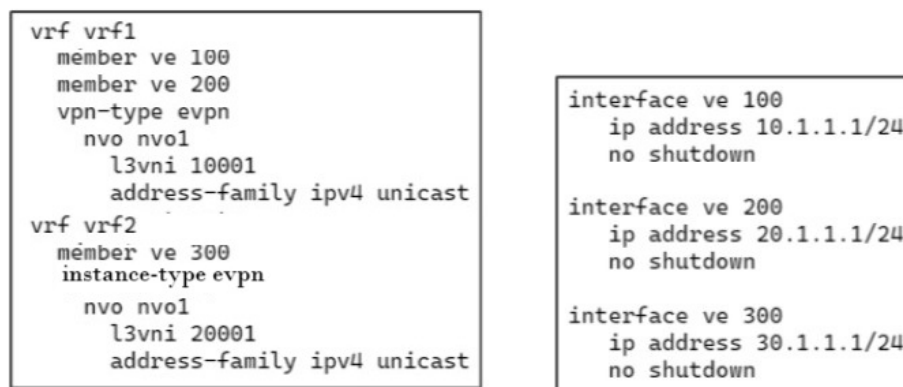 vrf vrf1
member ve 100
member ve 200
vpn-type evpn
nvo nvo1
l3vni 10001
address-family ipv4 unicast
vrf vrf2
member ve 300
instance-type evpn
nvo nvo1
l3vni 20001
address-family ipv4 unicast
interface ve 100
ip address 10.1.1.1/24
no shutdown
interface ve 200
ip address 20.1.1.1/24
no shutdown
interface ve 300
ip address 30.1.1.1/24
no shutdown